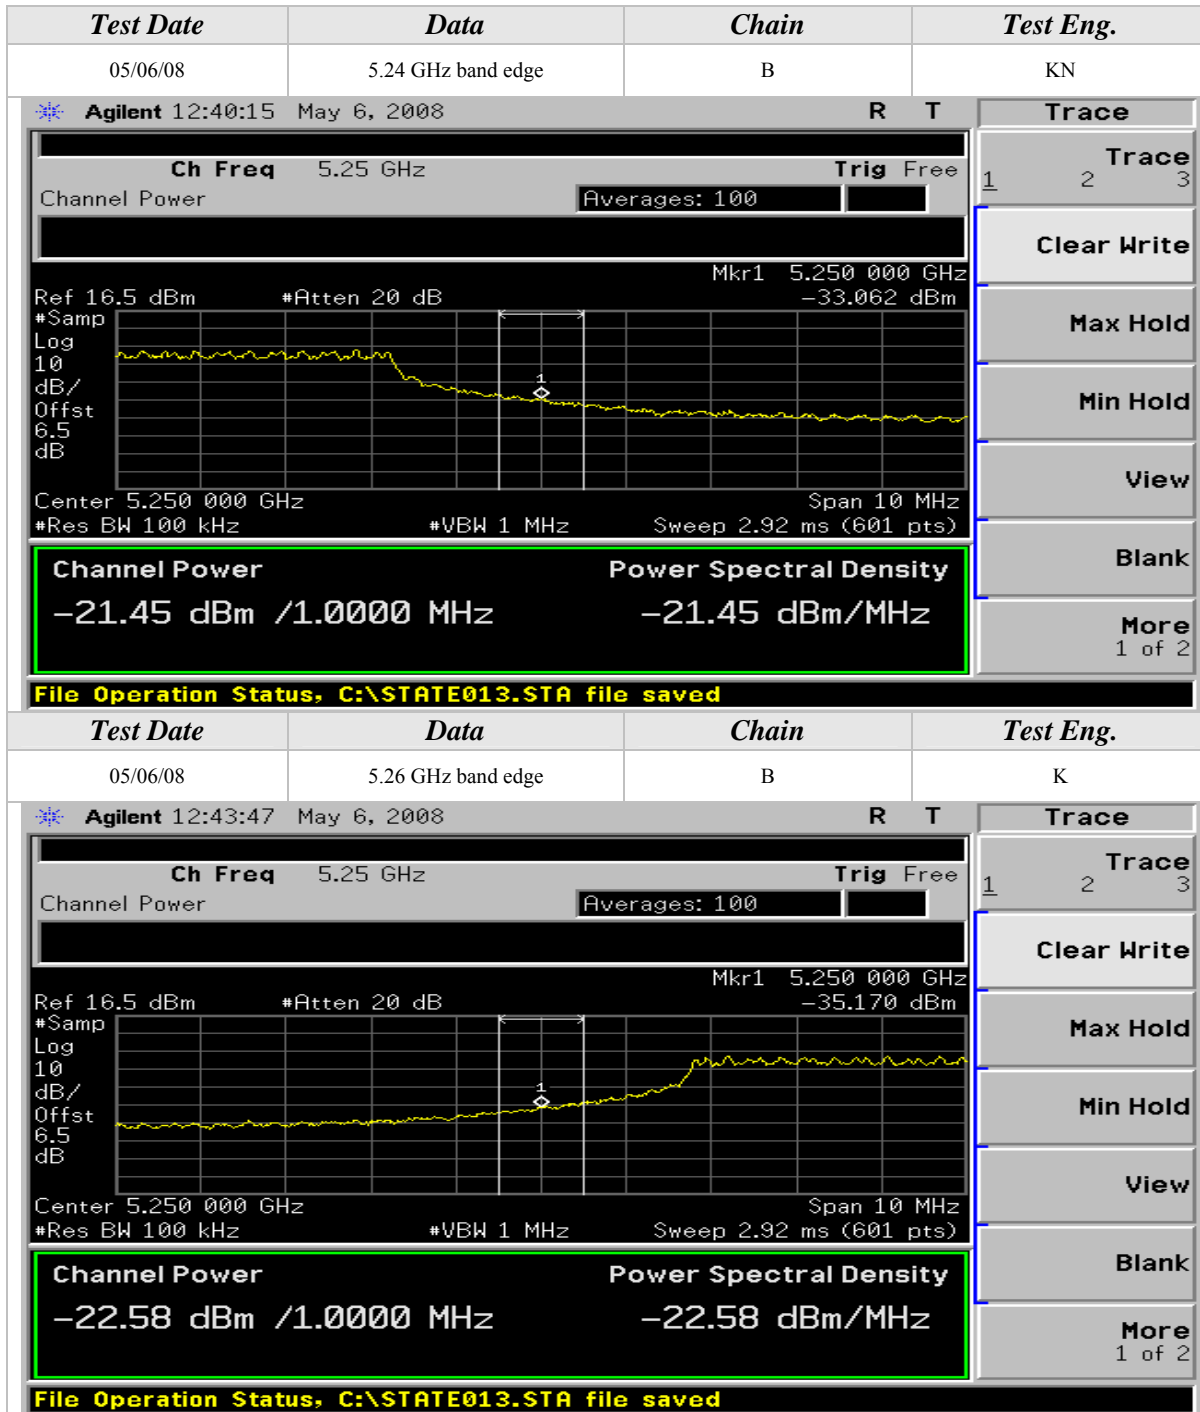 Test Date Data Chain Test Eng.
05/06/08 5.24 GHz band edge B KN
Agilent 12:40:15 May 6, 2008 R T Trace
Ch Freq 5.25 GHz Trig Free
Channel Power Averages: 100
Trace
1 2 3
Clear Write
Max Hold
Min Hold
View
Blank
More
1 of 2
Mkr1 5.250 000 GHz
Ref 16.5 dBm #Atten 20 dB -33.062 dBm
#Samp
Log
10
dB/
Offst
6.5
dB
1
Center 5.250 000 GHz Span 10 MHz
#Res BW 100 kHz #VBW 1 MHz Sweep 2.92 ms (601 pts)
Channel Power Power Spectral Density
-21.45 dBm /1.0000 MHz -21.45 dBm/MHz
File Operation Status, C:\STATE013.STA file saved
Test Date Data Chain Test Eng.
05/06/08 5.26 GHz band edge B K
Agilent 12:43:47 May 6, 2008 R T Trace
Ch Freq 5.25 GHz Trig Free
Channel Power Averages: 100
Trace
1 2 3
Clear Write
Max Hold
Min Hold
View
Blank
More
1 of 2
Mkr1 5.250 000 GHz
Ref 16.5 dBm #Atten 20 dB -35.170 dBm
#Samp
Log
10
dB/
Offst
6.5
dB
1
Center 5.250 000 GHz Span 10 MHz
#Res BW 100 kHz #VBW 1 MHz Sweep 2.92 ms (601 pts)
Channel Power Power Spectral Density
-22.58 dBm /1.0000 MHz -22.58 dBm/MHz
File Operation Status, C:\STATE013.STA file saved